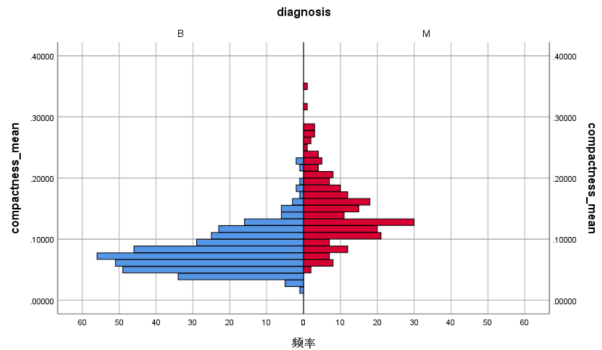 diagnosis
B M
.40000 .40000
.30000 .30000
.20000 .20000
.10000 .10000
.00000 .00000
compactness_mean
compactness_mean
60 50 40 30 20 10 0 10 20 30 40 50 60
频率